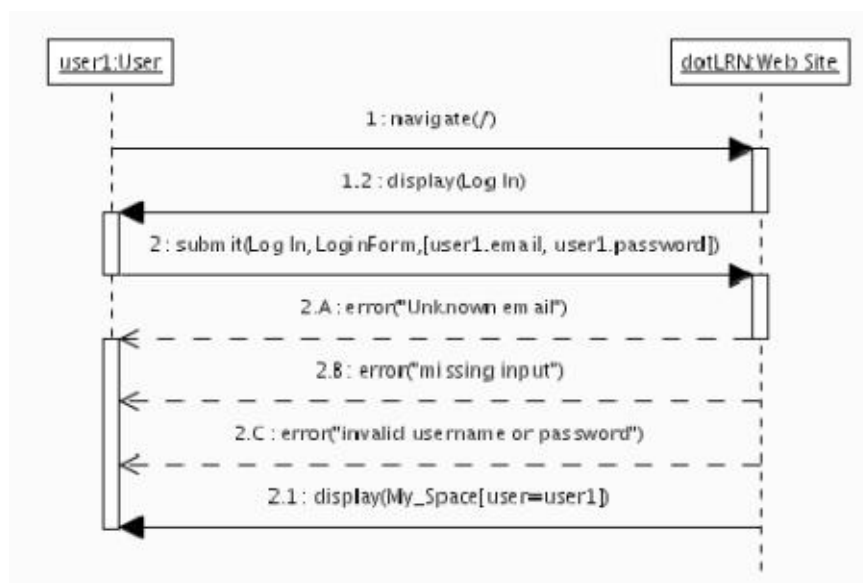 user1:User
dotLRN:Web Site
1 : navigate(/)
1.2 : display(Log In)
2 : submit(Log In, LoginForm,[user1.email, user1.password])
2.A : error("Unknown email")
2.B : error("missing input")
2.C : error("invalid username or password")
2.1 : display(My_Space[user=user1])